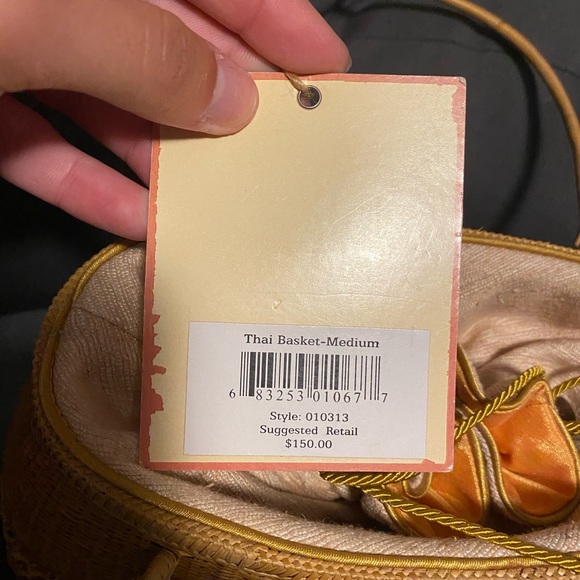 Thai Basket-Medium
6 83253 01067 7
Style: 010313
Suggested Retail
$150.00